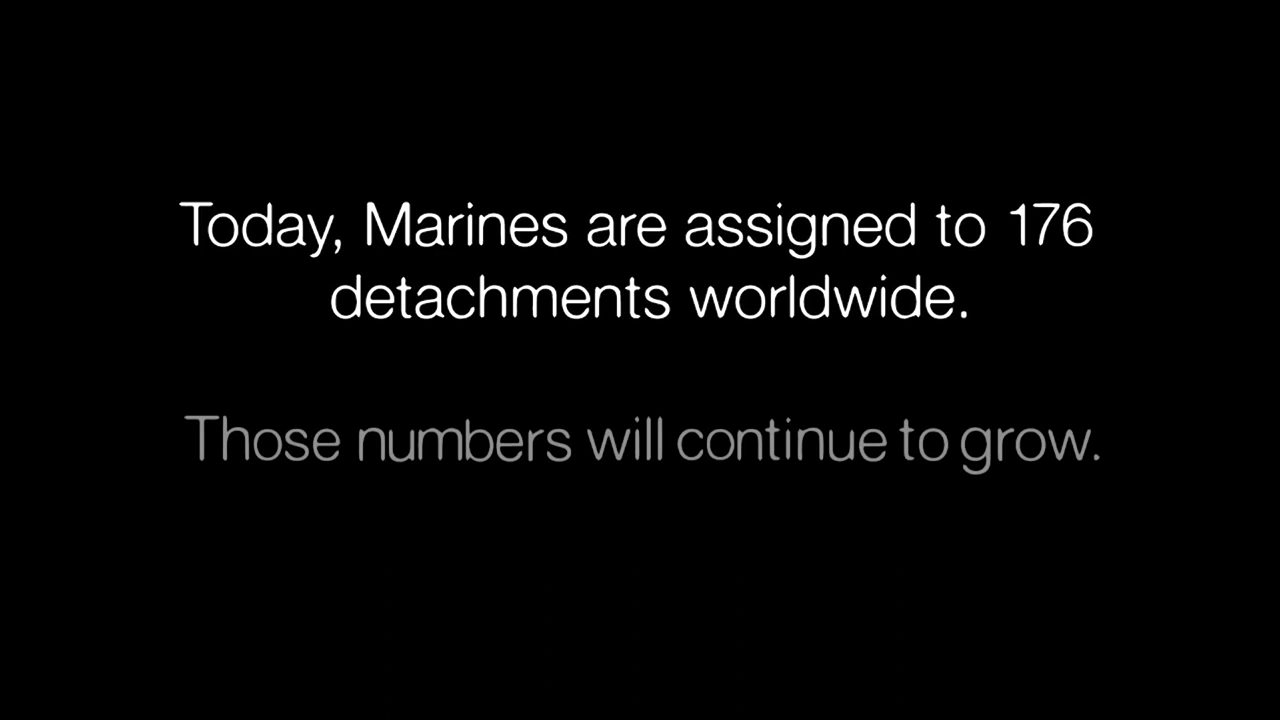 Today, Marines are assigned to 176
detachments worldwide.
Those numbers will continue to grow.